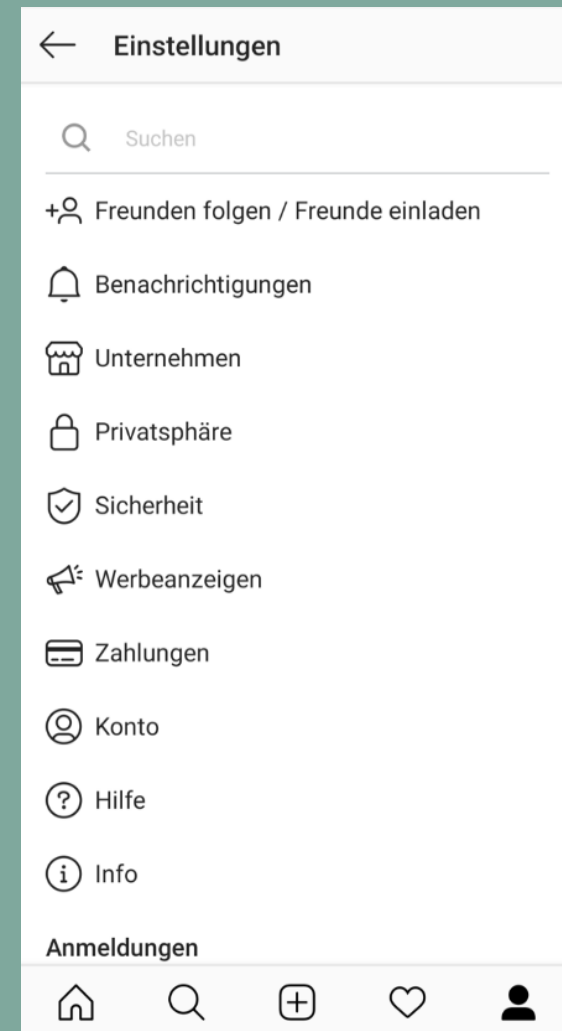 Einstellungen
Suchen
Freunden folgen / Freunde einladen
Benachrichtigungen
Unternehmen
Privatsphäre
Sicherheit
Werbeanzeigen
Zahlungen
Konto
Hilfe
Info
Anmeldungen